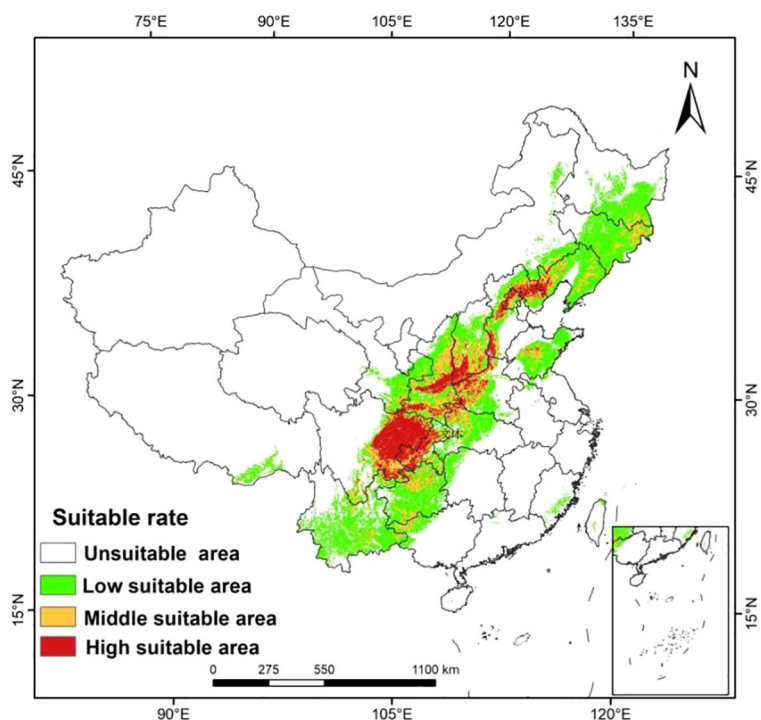 75°E 90°E 105°E 120°E 135°E
N
45°N 45°N
30°N 30°N
15°N 15°N
Suitable rate
Unsuitable area
Low suitable area
Middle suitable area
High suitable area
0 275 550 1100 km
90°E 105°E 120°E